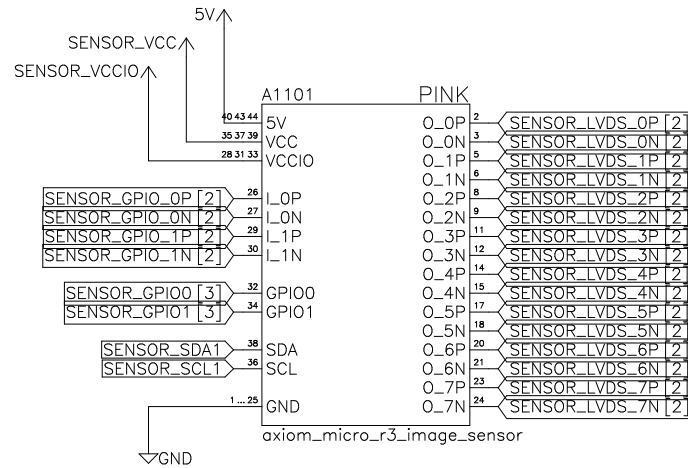 5V
SENSOR_VCC
SENSOR_VCCIO
A1101 PINK
40 43 44 5V O_0P 2 SENSOR_LVDS_0P [2]
35 37 39 VCC O_0N 3 SENSOR_LVDS_0N [2]
28 31 33 VCCIO O_1P 5 SENSOR_LVDS_1P [2]
O_1N 6 SENSOR_LVDS_1N [2]
SENSOR_GPIO_0P [2] 26 I_0P O_2P 8 SENSOR_LVDS_2P [2]
SENSOR_GPIO_0N [2] 27 I_0N O_2N 9 SENSOR_LVDS_2N [2]
SENSOR_GPIO_1P [2] 29 I_1P O_3P 11 SENSOR_LVDS_3P [2]
SENSOR_GPIO_1N [2] 30 I_1N O_3N 12 SENSOR_LVDS_3N [2]
O_4P 14 SENSOR_LVDS_4P [2]
SENSOR_GPIO0 [3] 32 GPIO0 O_4N 15 SENSOR_LVDS_4N [2]
SENSOR_GPIO1 [3] 34 GPIO1 O_5P 17 SENSOR_LVDS_5P [2]
O_5N 18 SENSOR_LVDS_5N [2]
SENSOR_SDA1 38 SDA O_6P 20 SENSOR_LVDS_6P [2]
SENSOR_SCL1 36 SCL O_6N 21 SENSOR_LVDS_6N [2]
O_7P 23 SENSOR_LVDS_7P [2]
1 ... 25 GND O_7N 24 SENSOR_LVDS_7N [2]
axiom_micro_r3_image_sensor
GND